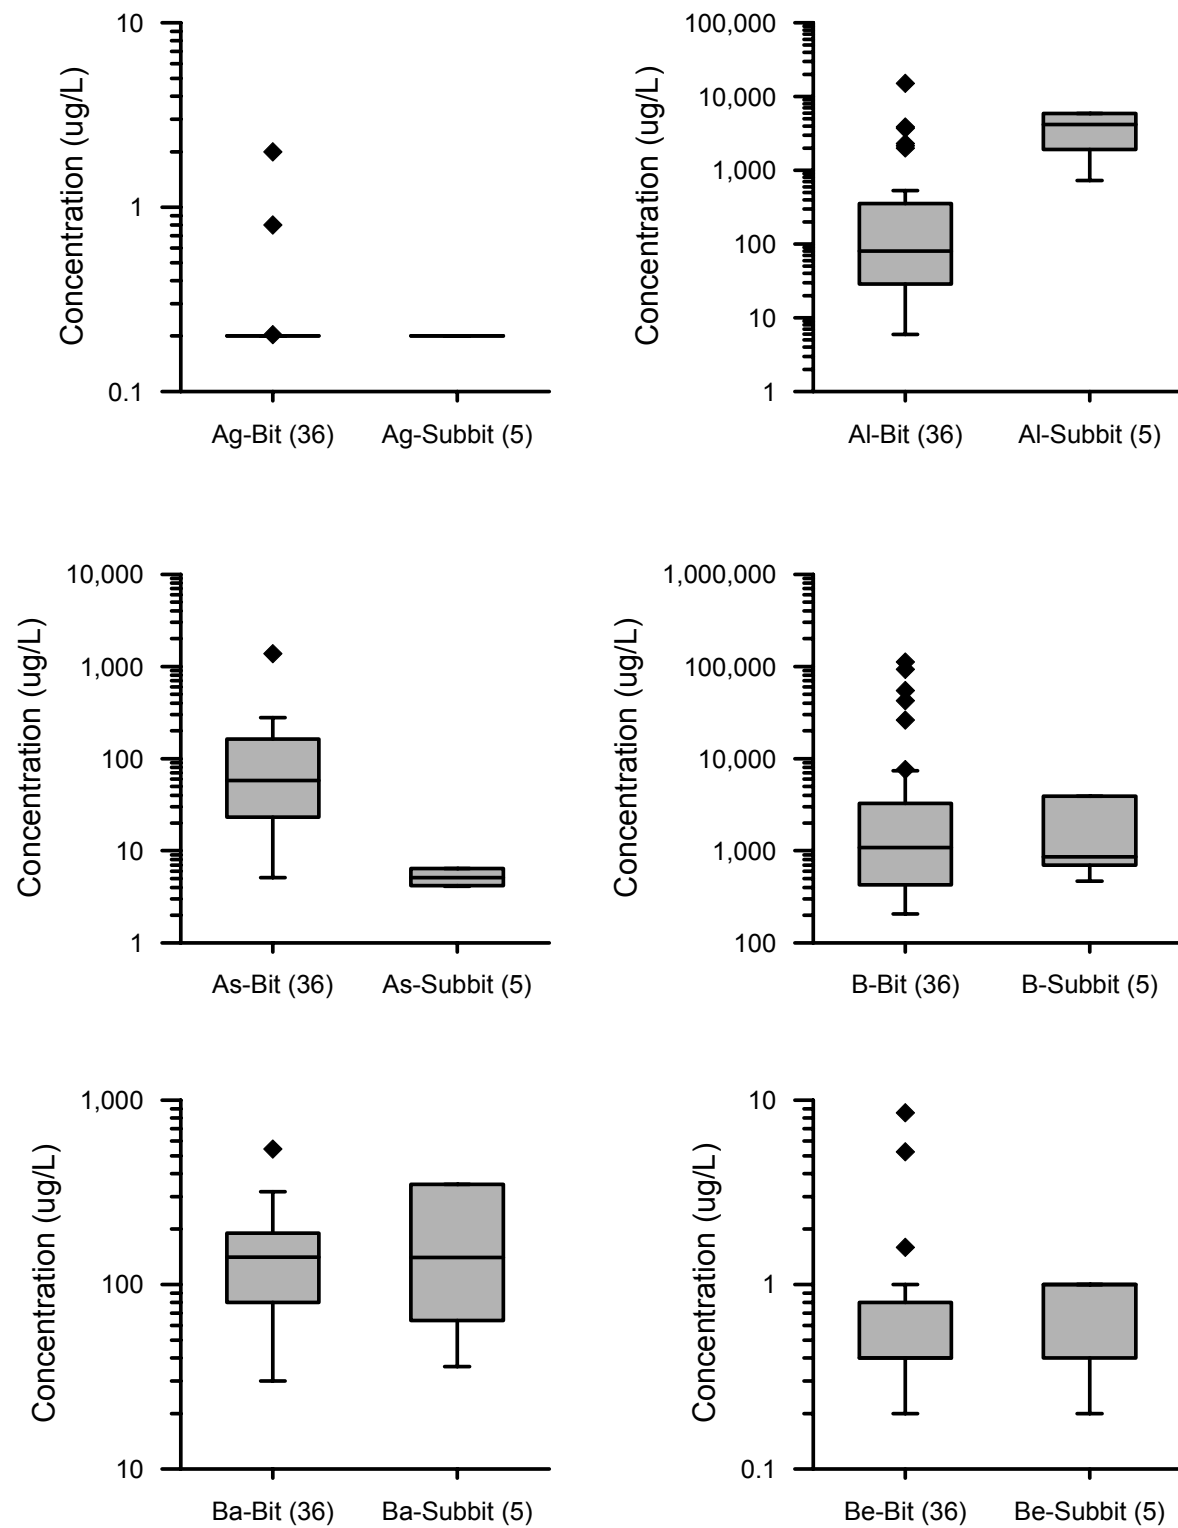 Concentration (ug/L)
10
1
0.1
Ag-Bit (36) Ag-Subbit (5)
Concentration (ug/L)
100,000
10,000
1,000
100
10
1
Al-Bit (36) Al-Subbit (5)
Concentration (ug/L)
10,000
1,000
100
10
1
As-Bit (36) As-Subbit (5)
Concentration (ug/L)
1,000,000
100,000
10,000
1,000
100
B-Bit (36) B-Subbit (5)
Concentration (ug/L)
1,000
100
10
Ba-Bit (36) Ba-Subbit (5)
Concentration (ug/L)
10
1
0.1
Be-Bit (36) Be-Subbit (5)